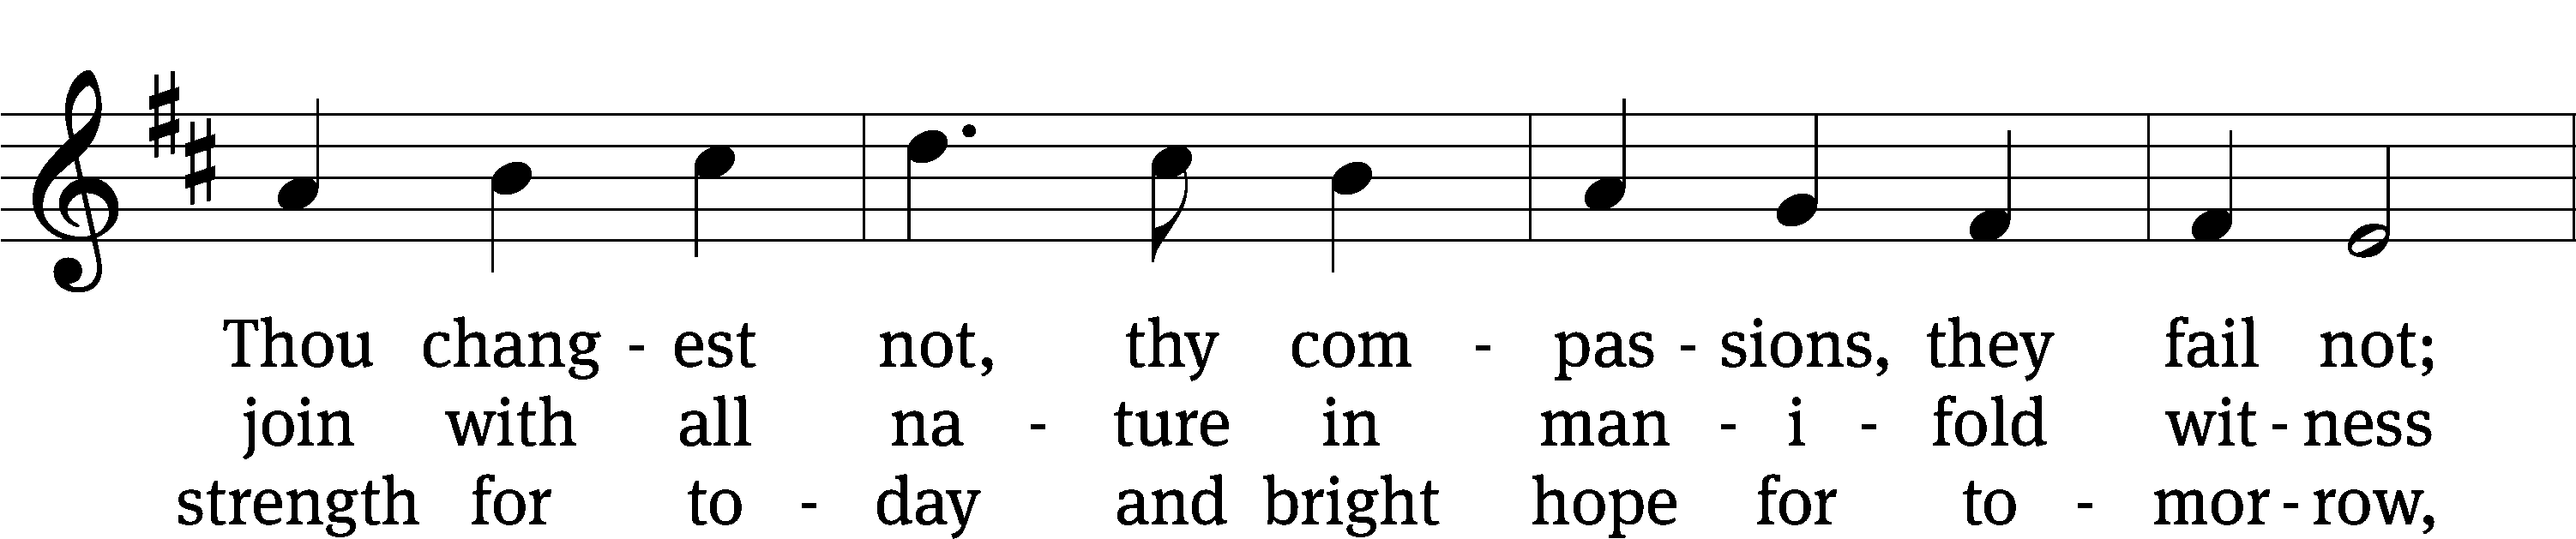 Thou chang - est not, thy com - pas - sions, they fail not;
join with all na - ture in man - i - fold wit - ness
strength for to - day and bright hope for to - mor - row,